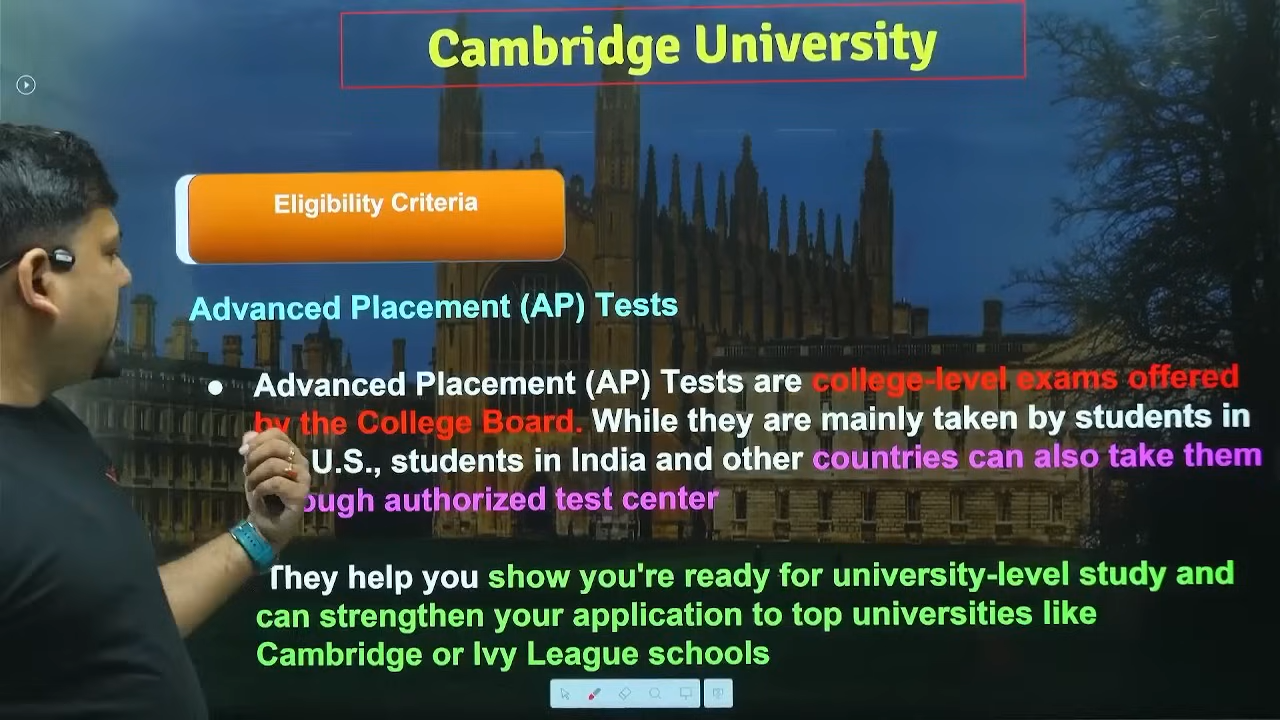 Cambridge University
Eligibility Criteria
Advanced Placement (AP) Tests
● Advanced Placement (AP) Tests are college-level exams offered
by the College Board. While they are mainly taken by students in
U.S., students in India and other countries can also take them
ough authorized test center
They help you show you're ready for university-level study and
can strengthen your application to top universities like
Cambridge or Ivy League schools